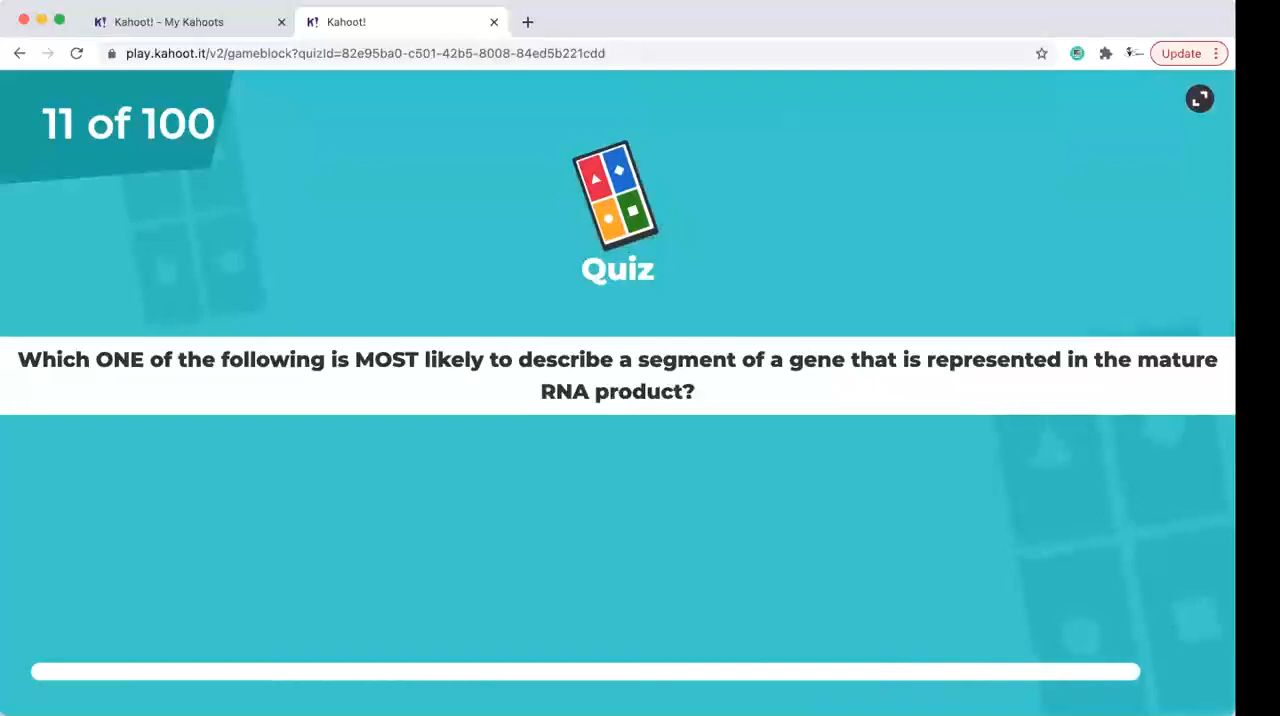 K! Kahoot! - My Kahoots
K! Kahoot!
play.kahoot.it/v2/gameblock?quizId=82e95ba0-c501-42b5-8008-84ed5b221cdd
Update
11 of 100
Quiz
Which ONE of the following is MOST likely to describe a segment of a gene that is represented in the mature
RNA product?